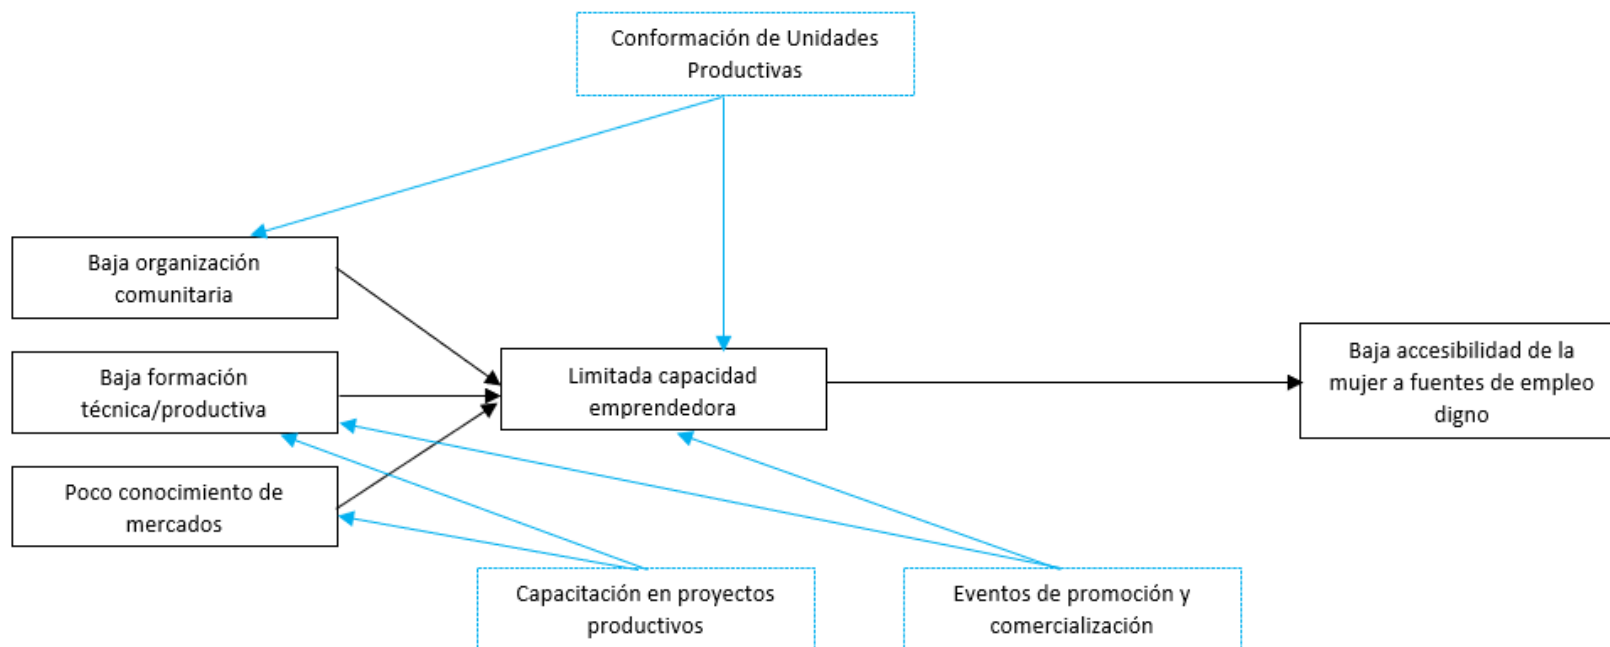 Conformación de Unidades
Productivas
Baja organización
comunitaria
Baja formación
técnica/productiva
Poco conocimiento de
mercados
Limitada capacidad
emprendedora
Baja accesibilidad de la
mujer a fuentes de empleo
digno
Capacitación en proyectos
productivos
Eventos de promoción y
comercialización